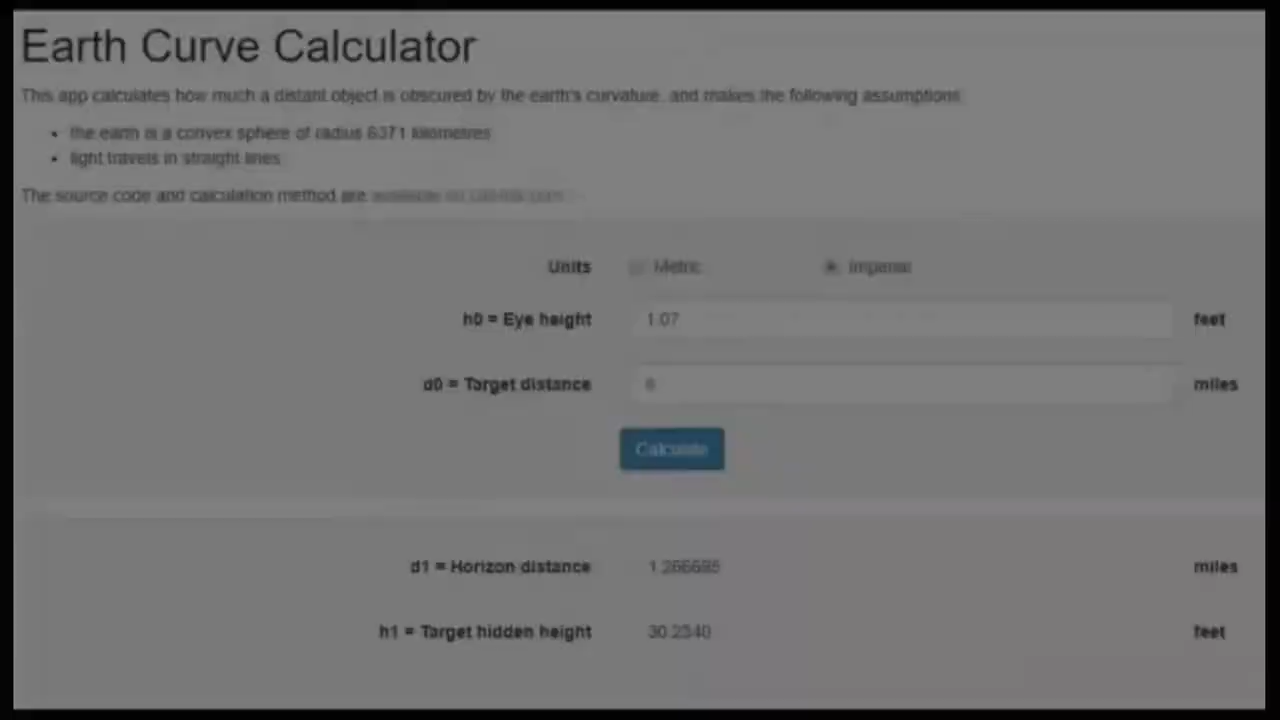 Earth Curve Calculator
This app calculates how much a distant object is obscured by the earth's curvature, and makes the following assumptions:
• the earth is a convex sphere of radius 6371 kilometres
• light travels in straight lines
The source code and calculation method are
Units Metric Imperial
h0 = Eye height 1.07 feet
d0 = Target distance 8 miles
Calculate
d1 = Horizon distance 1.266695 miles
h1 = Target hidden height 30.2340 feet